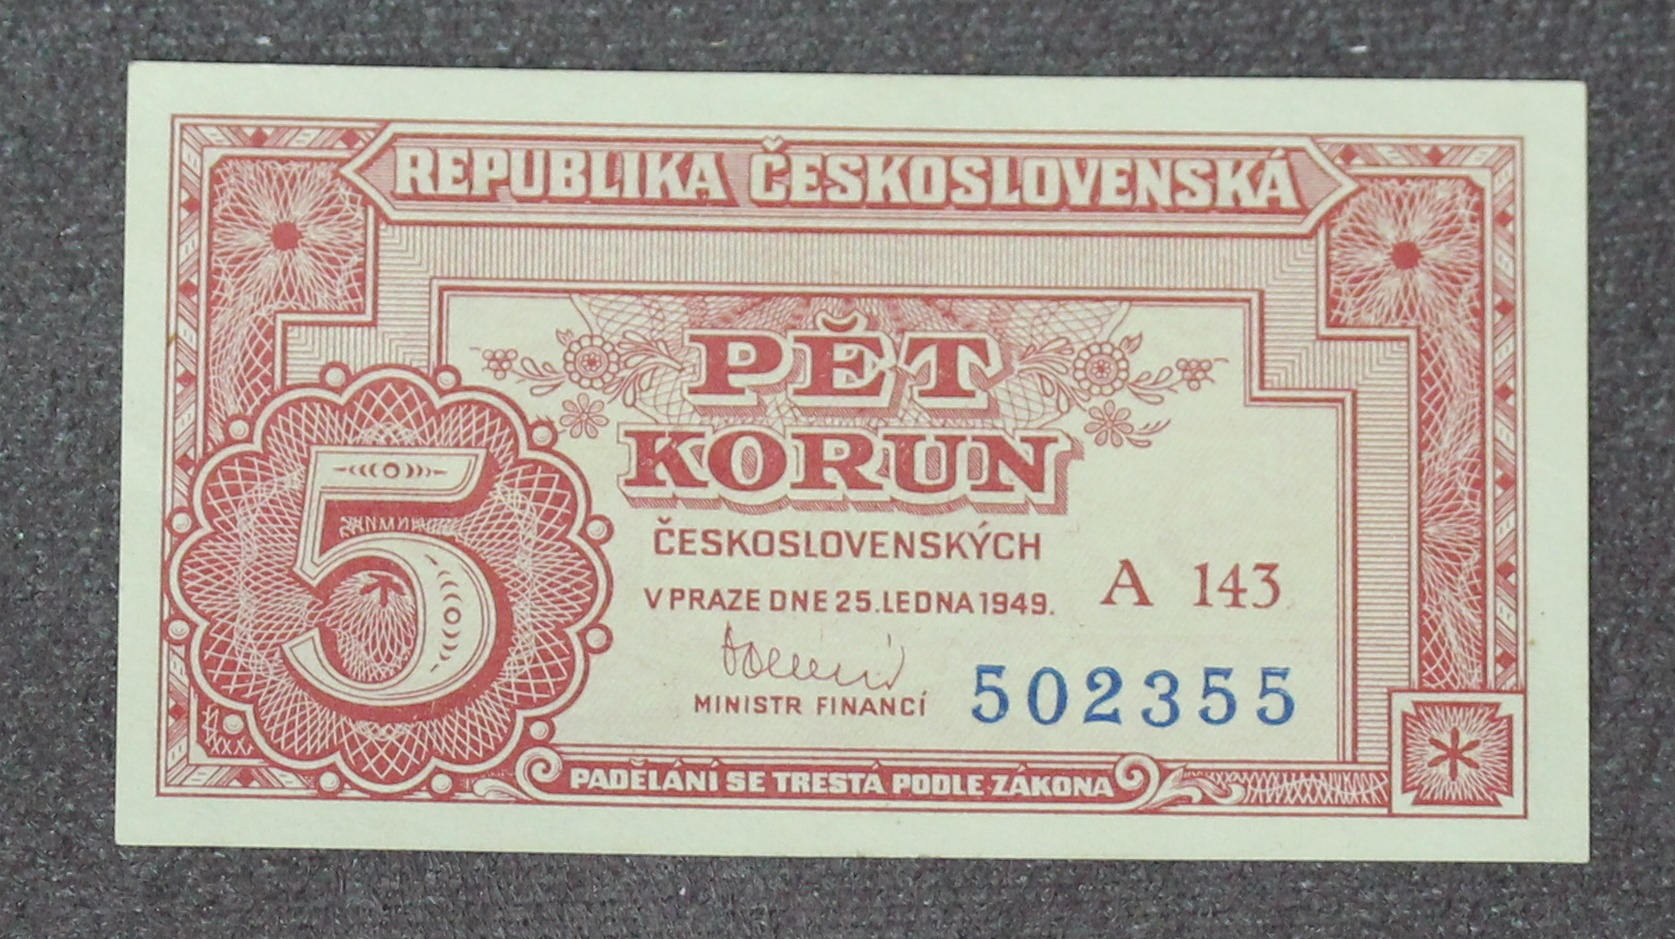 REPUBLIKA ČESKOSLOVENSKÁ
PĚT
KORUN
5
ČESKOSLOVENSKÝCH
V PRAZE DNE 25. LEDNA 1949.
A 143
MINISTR FINANCÍ
502355
PADĚLÁNÍ SE TRESTÁ PODLE ZÁKONA